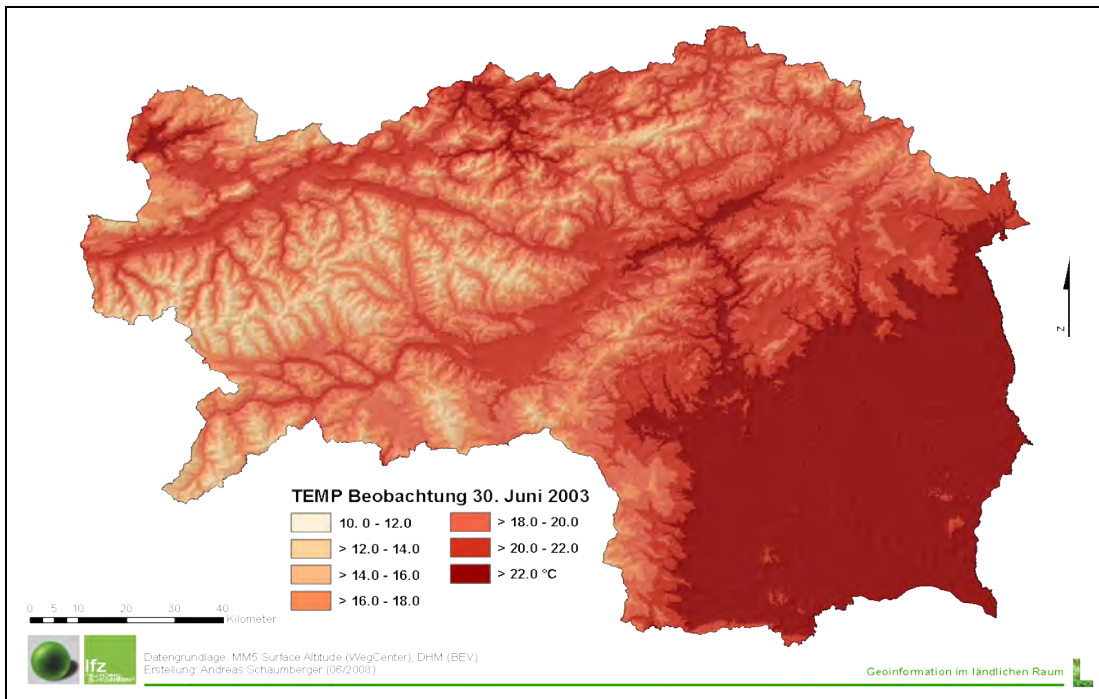 Z
TEMP Beobachtung 30. Juni 2003
10. 0 - 12.0
> 12.0 - 14.0
> 14.0 - 16.0
> 16.0 - 18.0
> 18.0 - 20.0
> 20.0 - 22.0
> 22.0 °C
0 5 10 20 30 40
Kilometer
lfz
raumberg
gumpenstein
Datengrundlage: MM5 Surface Altitude (WegCenter), DHM (BEV)
Erstellung: Andreas Schaumberger (06/2008)
Geoinformation im ländlichen Raum